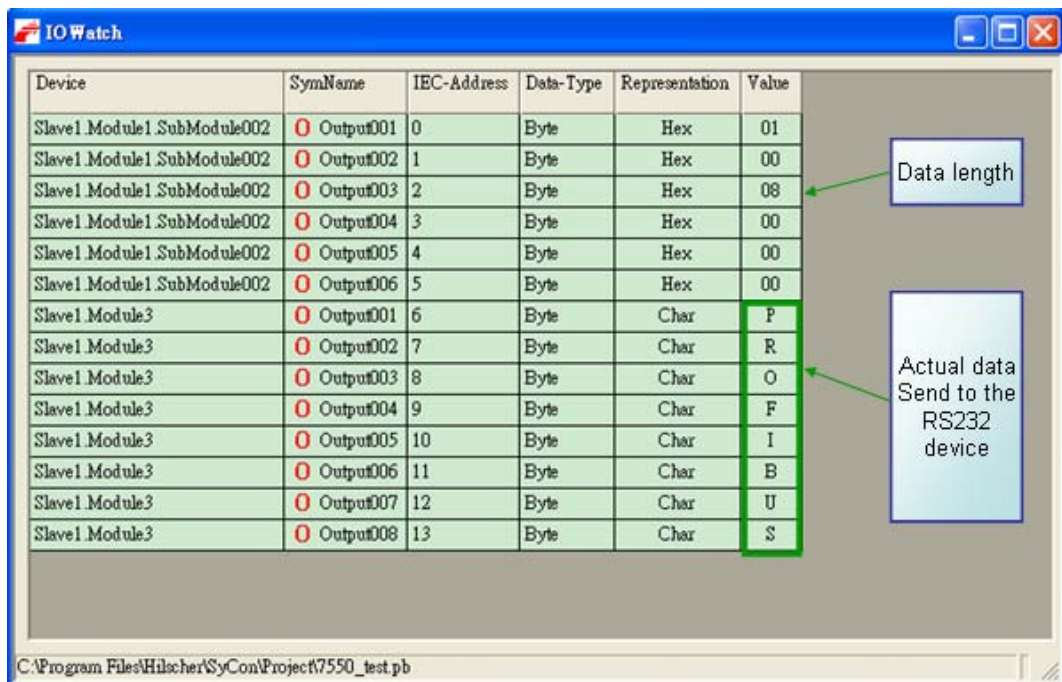 IO Watch
Device SymName IEC-Address Data-Type Representation Value
Slave1.Module1.SubModule002 O Output001 0 Byte Hex 01
Slave1.Module1.SubModule002 O Output002 1 Byte Hex 00
Slave1.Module1.SubModule002 O Output003 2 Byte Hex 08
Slave1.Module1.SubModule002 O Output004 3 Byte Hex 00
Slave1.Module1.SubModule002 O Output005 4 Byte Hex 00
Slave1.Module1.SubModule002 O Output006 5 Byte Hex 00
Slave1.Module3 O Output001 6 Byte Char P
Slave1.Module3 O Output002 7 Byte Char R
Slave1.Module3 O Output003 8 Byte Char O
Slave1.Module3 O Output004 9 Byte Char F
Slave1.Module3 O Output005 10 Byte Char I
Slave1.Module3 O Output006 11 Byte Char B
Slave1.Module3 O Output007 12 Byte Char U
Slave1.Module3 O Output008 13 Byte Char S
Data length
Actual data
Send to the
RS232
device
C:\Program Files\Hilscher\SyCon\Project\7550_test.pb